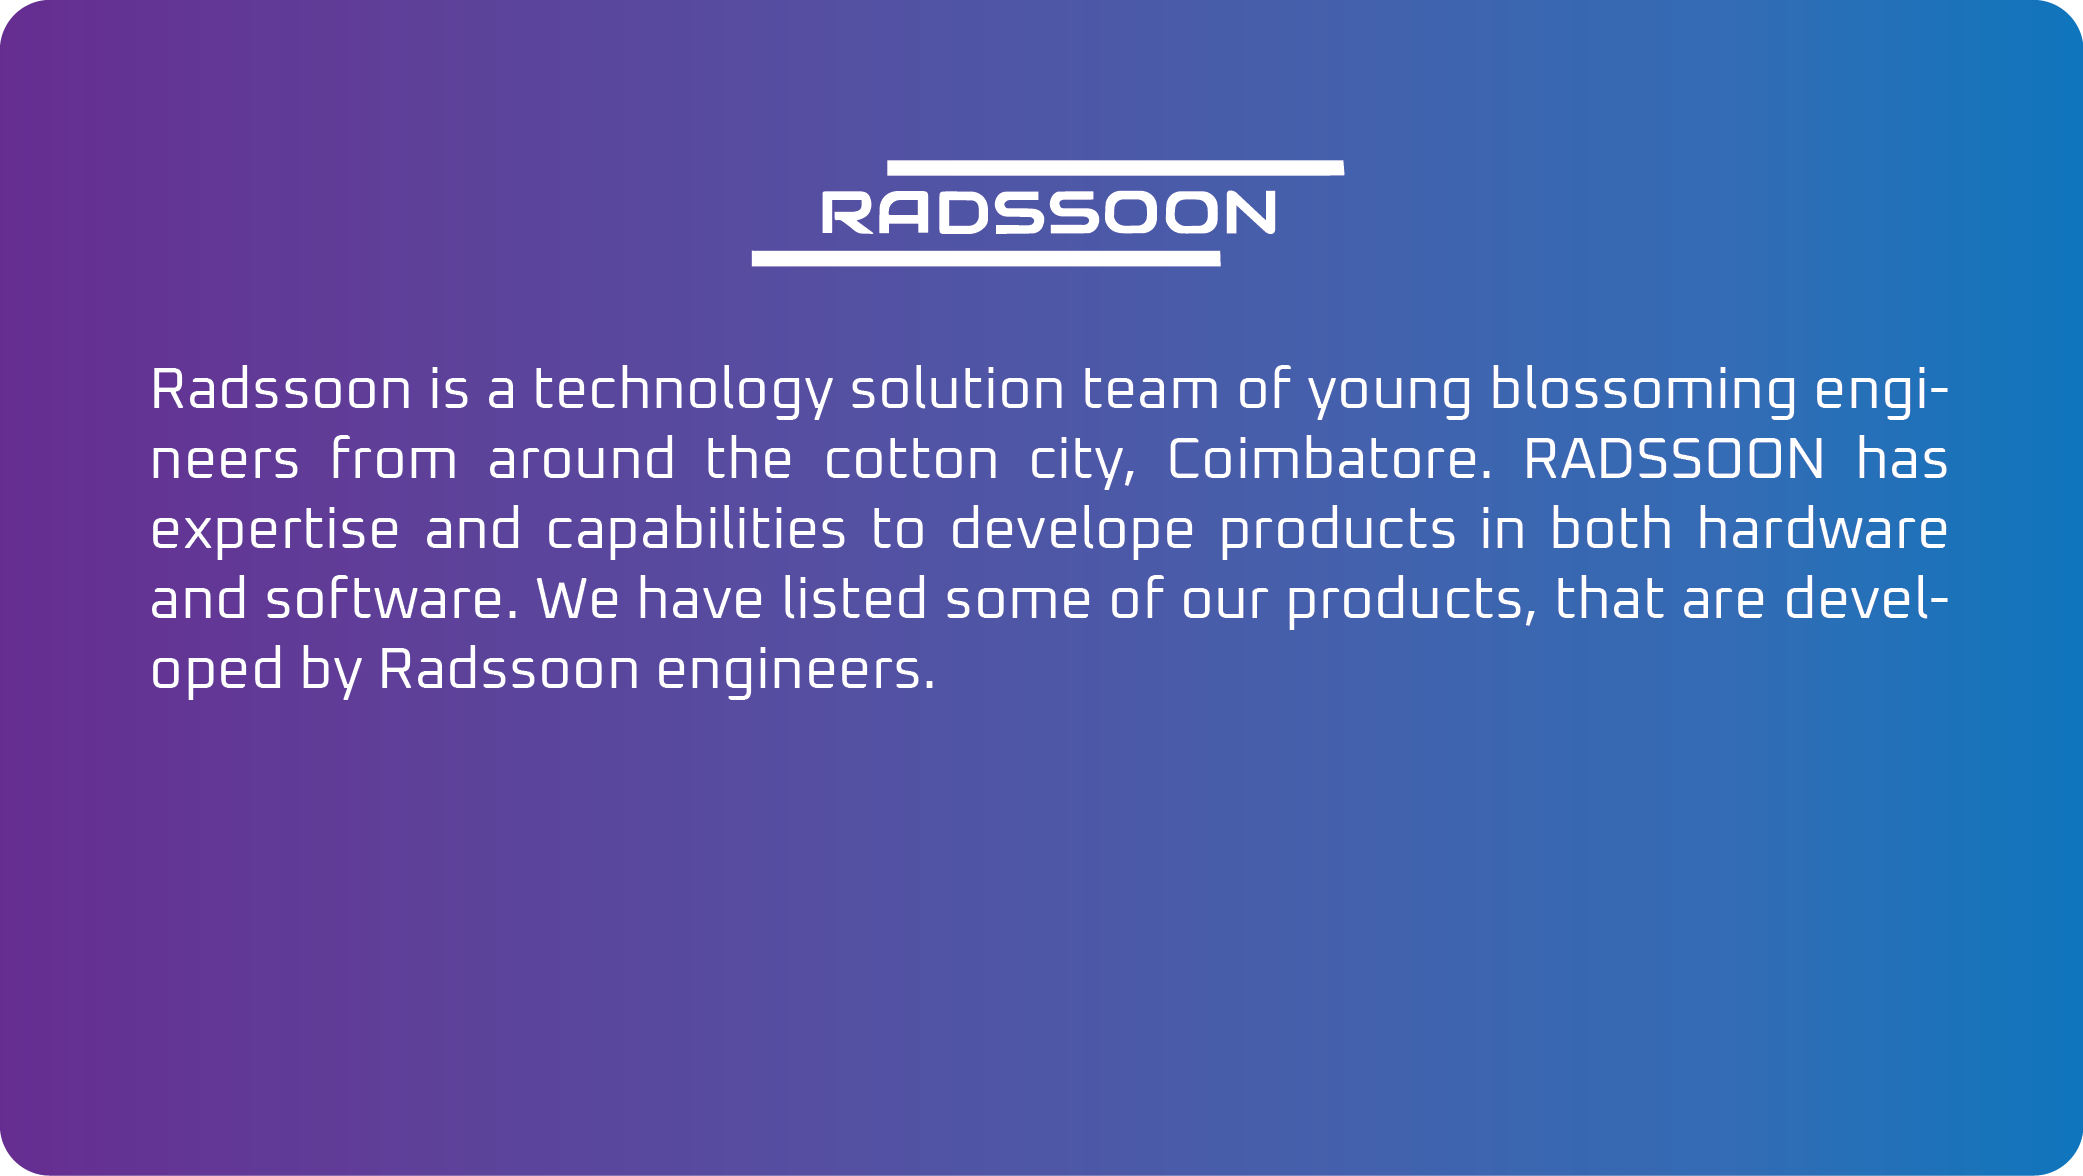 RADSSOON
Radssoon is a technology solution team of young blossoming engi-
neers from around the cotton city, Coimbatore. RADSSOON has
expertise and capabilities to develope products in both hardware
and software. We have listed some of our products, that are devel-
oped by Radssoon engineers.